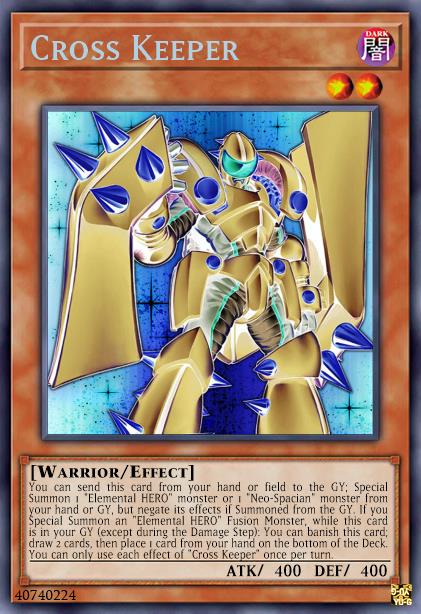 Cross Keeper
DARK
闇
[Warrior/Effect]
You can send this card from your hand or field to the GY; Special
Summon 1 "Elemental HERO" monster or 1 "Neo-Spacian" monster from
your hand or GY, but negate its effects if Summoned from the GY. If you
Special Summon an "Elemental HERO" Fusion Monster, while this card
is in your GY (except during the Damage Step): You can banish this card;
draw 2 cards, then place 1 card from your hand on the bottom of the Deck.
You can only use each effect of "Cross Keeper" once per turn.
ATK/ 400 DEF/ 400
40740224